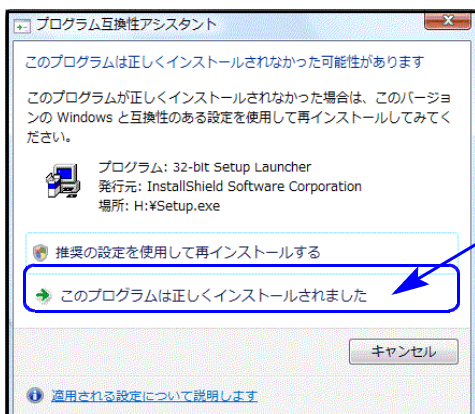 プログラム互換性アシスタント
このプログラムは正しくインストールされなかった可能性があります
このプログラムが正しくインストールされなかった場合は、このバージョ
ンの Windows と互換性のある設定を使用して再インストールしてみてく
ださい。
プログラム: 32-bit Setup Launcher
発行元: InstallShield Software Corporation
場所: H:¥Setup.exe
推奨の設定を使用して再インストールする
このプログラムは正しくインストールされました
キャンセル
適用される設定について説明します